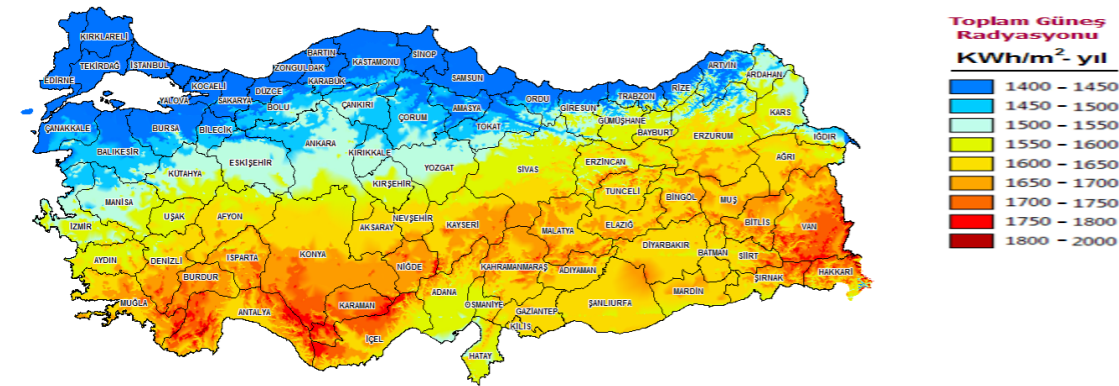 Toplam Güneş
Radyasyonu
KWh/m²- yıl
1400 - 1450
1450 - 1500
1500 - 1550
1550 - 1600
1600 - 1650
1650 - 1700
1700 - 1750
1750 - 1800
1800 - 2000
KIRKLARELİ
TEKİRDAĞ
İSTANBUL
EDİRNE
KOCAELİ
YALOVA
SAKARYA
DÜZCE
BOLU
ZONGULDAK
BARTIN
KARABÜK
KASTAMONU
SİNOP
SAMSUN
ORDU
GİRESUN
TRABZON
RİZE
ARTVİN
ARDAHAN
KARS
IĞDIR
ÇANAKKALE
BURSA
BİLECİK
BALIKESİR
KÜTAHYA
ESKİŞEHİR
ANKARA
ÇANKIRI
KIRIKKALE
ÇORUM
AMASYA
TOKAT
GÜMÜŞHANE
BAYBURT
ERZURUM
AĞRI
MANİSA
İZMİR
UŞAK
AFYON
KIRŞEHİR
YOZGAT
SİVAS
ERZİNCAN
TUNCELİ
BİNGÖL
MUŞ
BİTLİS
VAN
AYDIN
DENİZLİ
ISPARTA
BURDUR
KONYA
AKSARAY
NEVŞEHİR
KAYSERİ
NİĞDE
MALATYA
ELAZIĞ
DİYARBAKIR
BATMAN
SİİRT
ŞIRNAK
HAKKARİ
MUĞLA
ANTALYA
KARAMAN
İÇEL
ADANA
OSMANİYE
KAHRAMANMARAŞ
ADIYAMAN
GAZİANTEP
KİLİS
ŞANLIURFA
MARDİN
HATAY